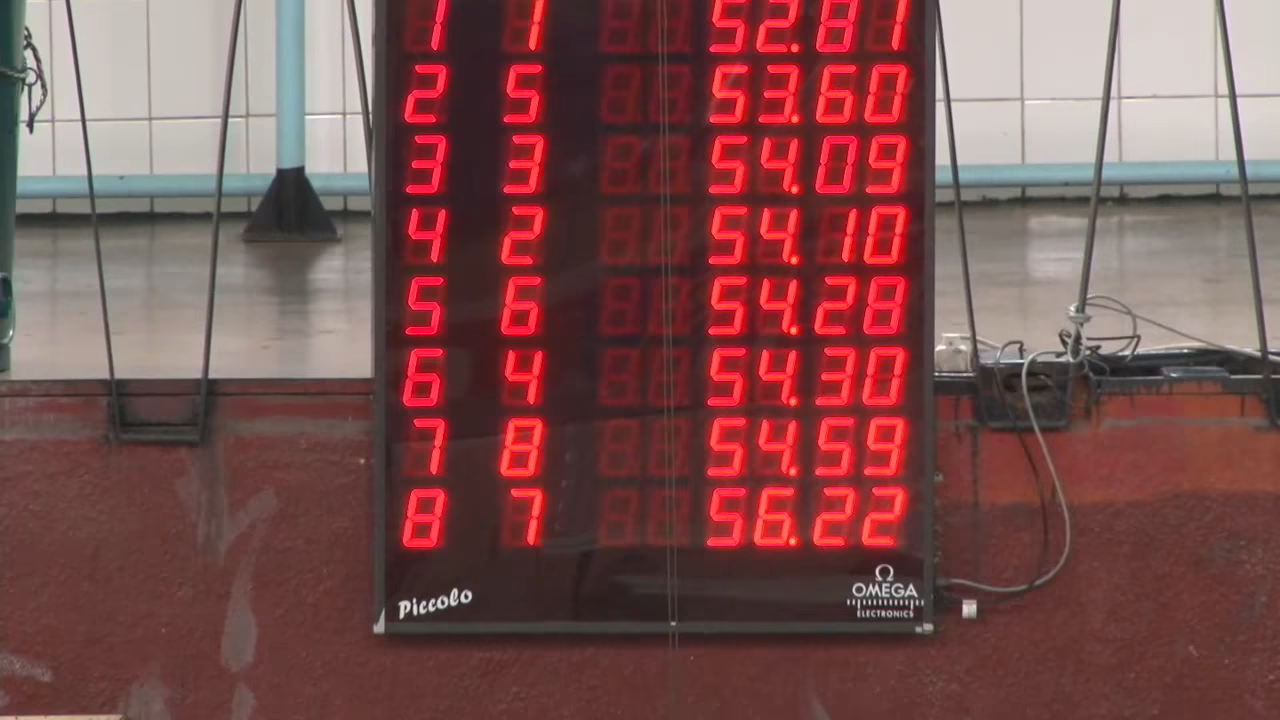 1 1 52.81
2 5 53.60
3 3 54.09
4 2 54.10
5 6 54.28
6 4 54.30
7 8 54.59
8 7 56.22
Piccolo
Ω
OMEGA
ELECTRONICS